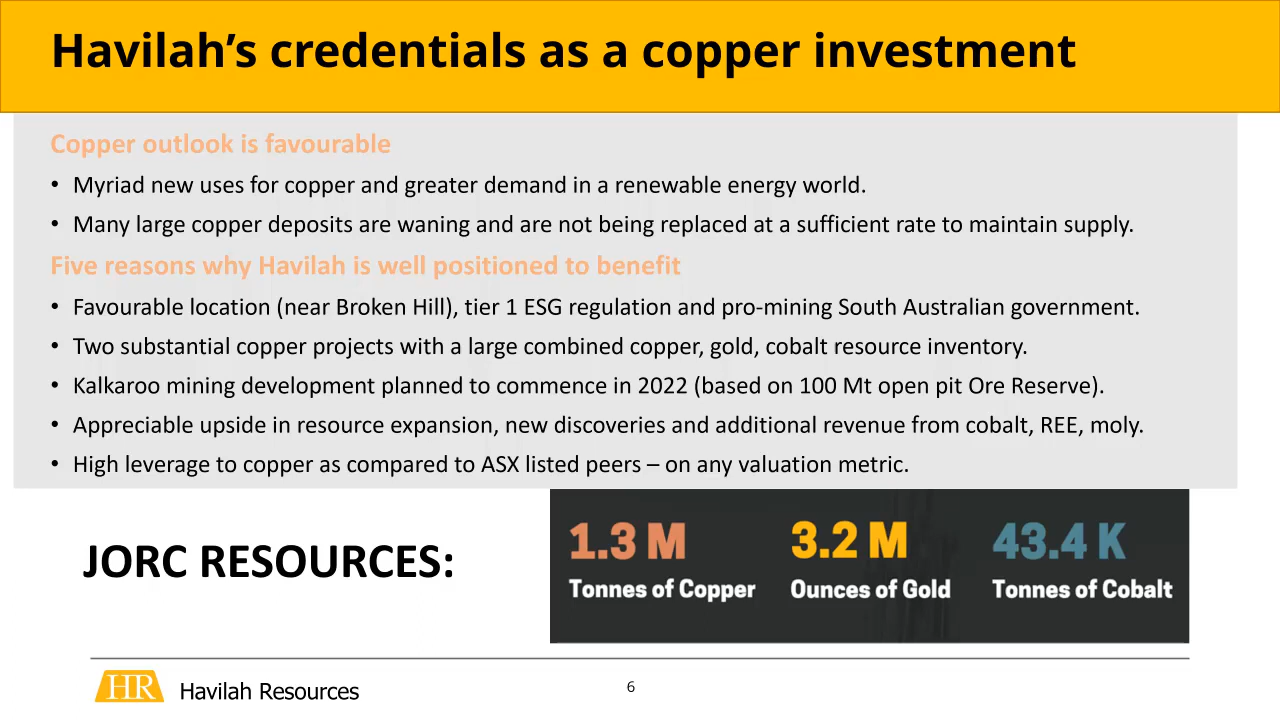 Havilah’s credentials as a copper investment
Copper outlook is favourable
• Myriad new uses for copper and greater demand in a renewable energy world.
• Many large copper deposits are waning and are not being replaced at a sufficient rate to maintain supply.
Five reasons why Havilah is well positioned to benefit
• Favourable location (near Broken Hill), tier 1 ESG regulation and pro-mining South Australian government.
• Two substantial copper projects with a large combined copper, gold, cobalt resource inventory.
• Kalkaroo mining development planned to commence in 2022 (based on 100 Mt open pit Ore Reserve).
• Appreciable upside in resource expansion, new discoveries and additional revenue from cobalt, REE, moly.
• High leverage to copper as compared to ASX listed peers – on any valuation metric.
JORC RESOURCES:
1.3 M
Tonnes of Copper
3.2 M
Ounces of Gold
43.4 K
Tonnes of Cobalt
HR
Havilah Resources
6